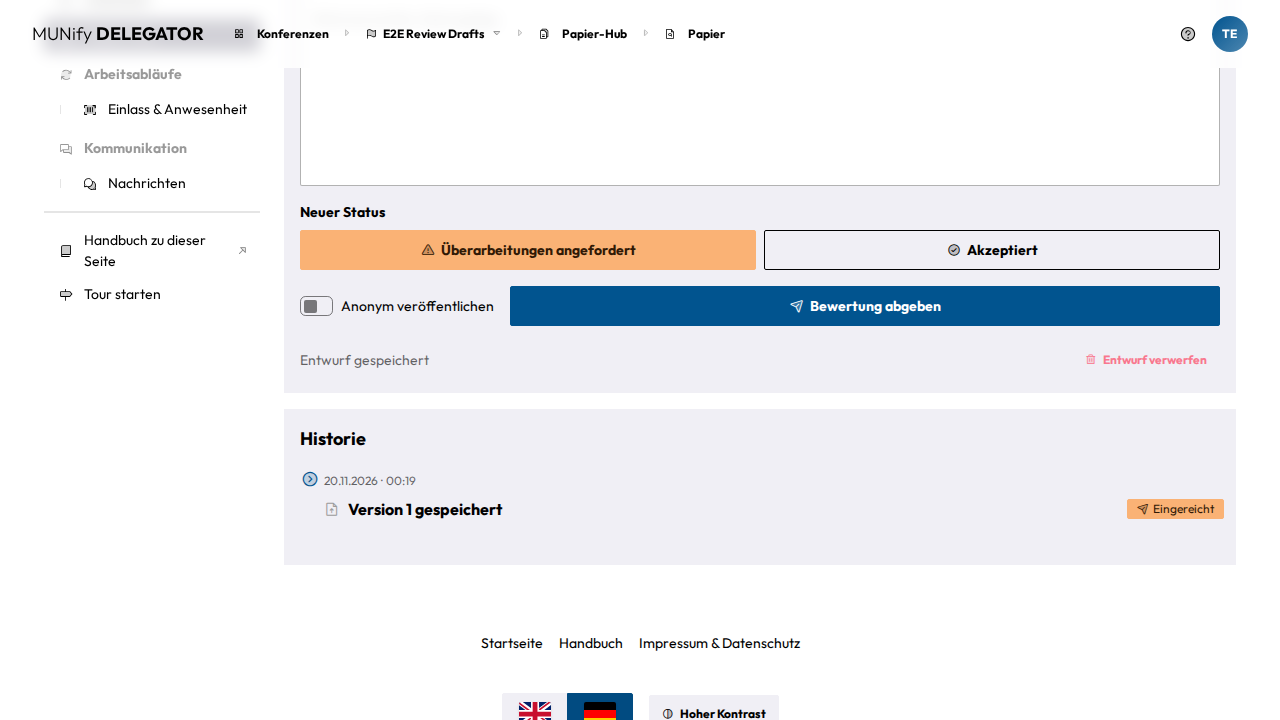 MUNify DELEGATOR
Konferenzen
E2E Review Drafts
Papier-Hub
Papier
TE
Arbeitsabläufe
Einlass & Anwesenheit
Kommunikation
Nachrichten
Handbuch zu dieser
Seite
Tour starten
Neuer Status
Überarbeitungen angefordert
Akzeptiert
Anonym veröffentlichen
Bewertung abgeben
Entwurf gespeichert
Entwurf verwerfen
Historie
20.11.2026 · 00:19
Version 1 gespeichert
Eingereicht
Startseite
Handbuch
Impressum & Datenschutz
Hoher Kontrast